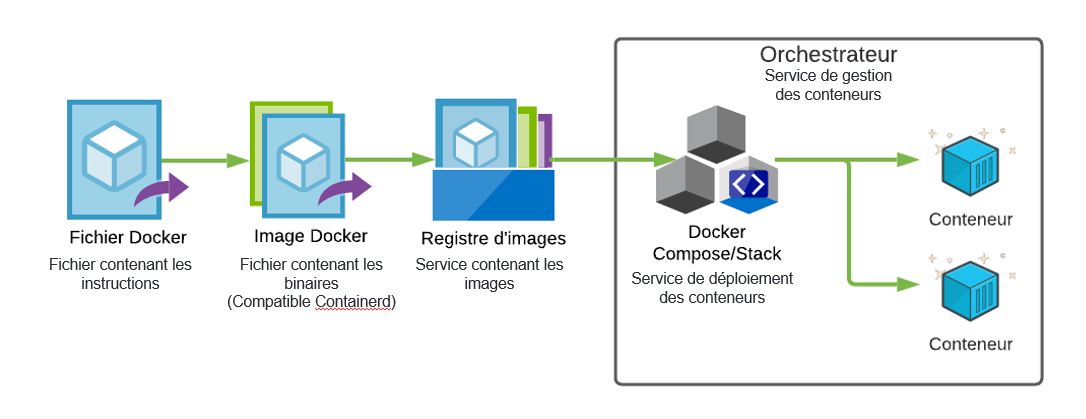 Orchestrateur
Service de gestion
des conteneurs
Fichier Docker
Fichier contenant les
instructions
Image Docker
Fichier contenant les
binaires
(Compatible Containerd)
Registre d'images
Service contenant les
images
Docker
Compose/Stack
Service de déploiement
des conteneurs
Conteneur
Conteneur